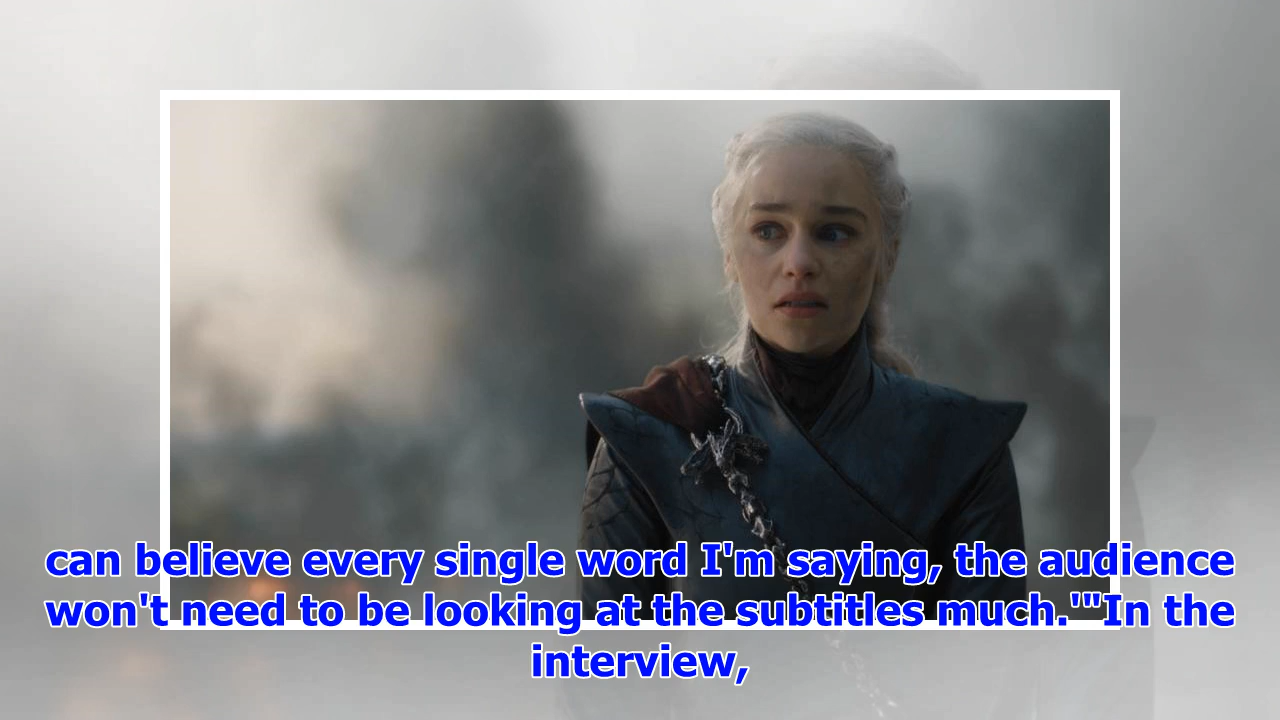 can believe every single word I'm saying, the audience
won't need to be looking at the subtitles much.'"In the
interview,